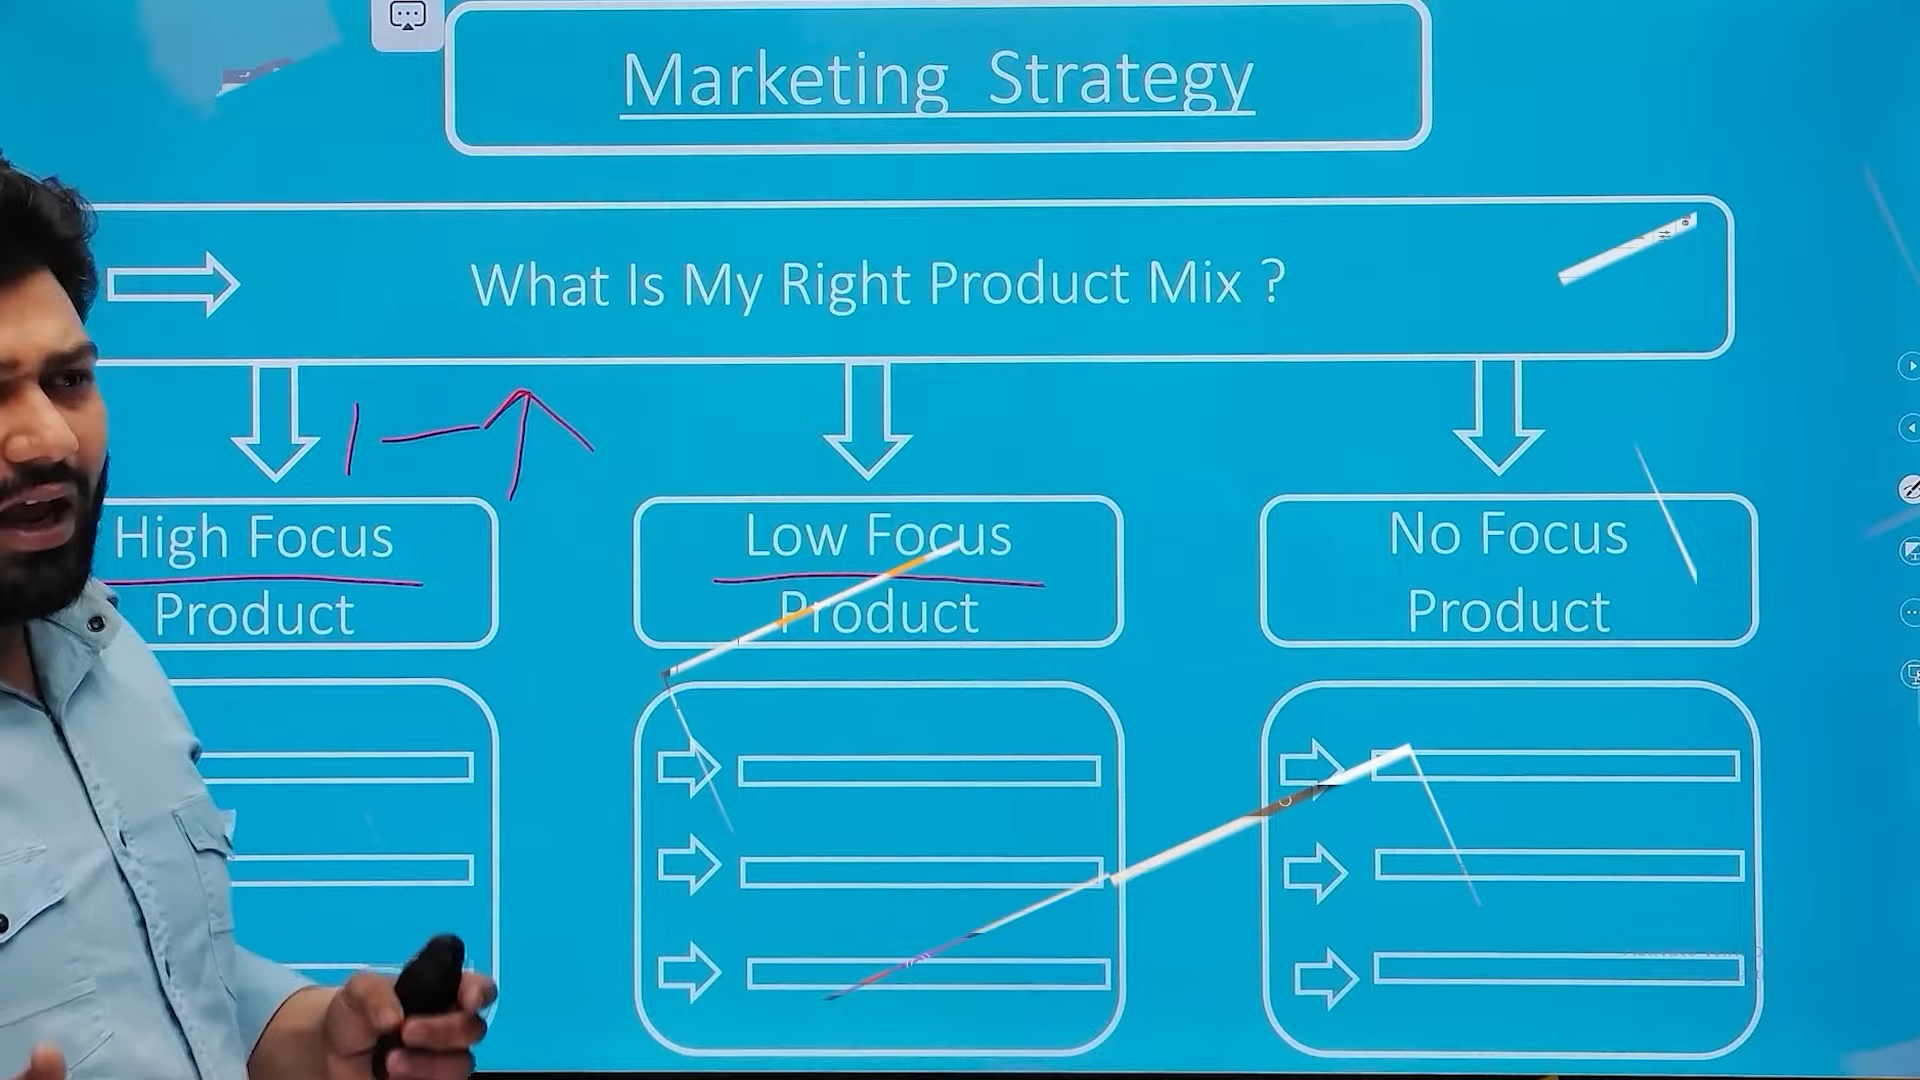 Marketing Strategy
What Is My Right Product Mix ?
High Focus
Product
Low Focus
Product
No Focus
Product